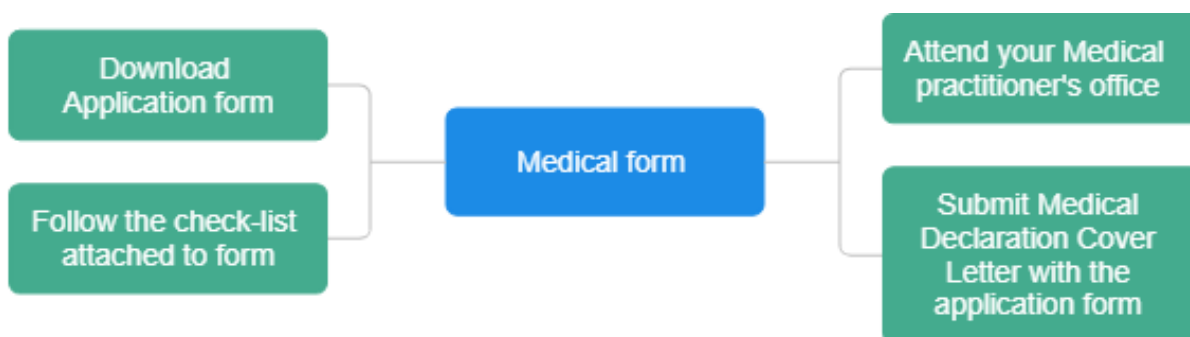 Download
Application form
Follow the check-list
attached to form
Medical form
Attend your Medical
practitioner's office
Submit Medical
Declaration Cover
Letter with the
application form